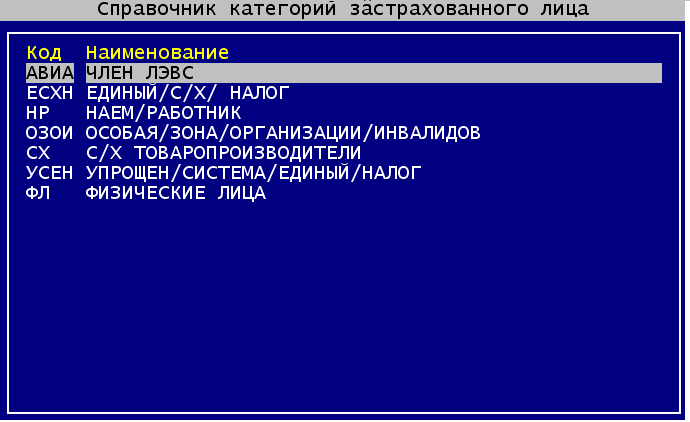 Справочник категорий застрахованного лица
Код Наименование
АВИА ЧЛЕН ЛЭВС
ЕСХН ЕДИНЫЙ/С/Х/ НАЛОГ
НР НАЕМ/РАБОТНИК
ОЗОИ ОСОБАЯ/ЗОНА/ОРГАНИЗАЦИИ/ИНВАЛИДОВ
СХ С/Х ТОВАРОПРОИЗВОДИТЕЛИ
УСЕН УПРОЩЕН/СИСТЕМА/ЕДИНЫЙ/НАЛОГ
ФЛ ФИЗИЧЕСКИЕ ЛИЦА